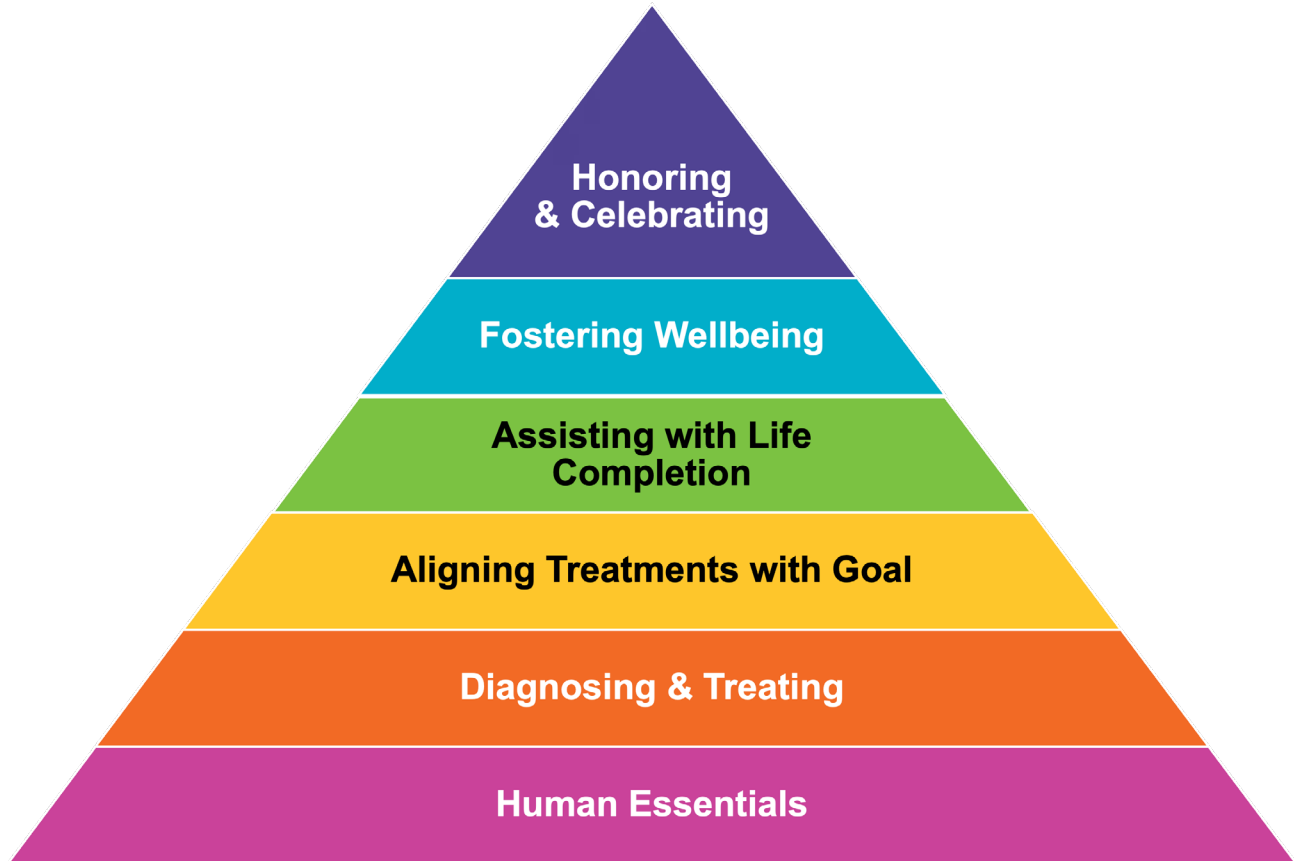 Honoring
& Celebrating
Fostering Wellbeing
Assisting with Life
Completion
Aligning Treatments with Goal
Diagnosing & Treating
Human Essentials